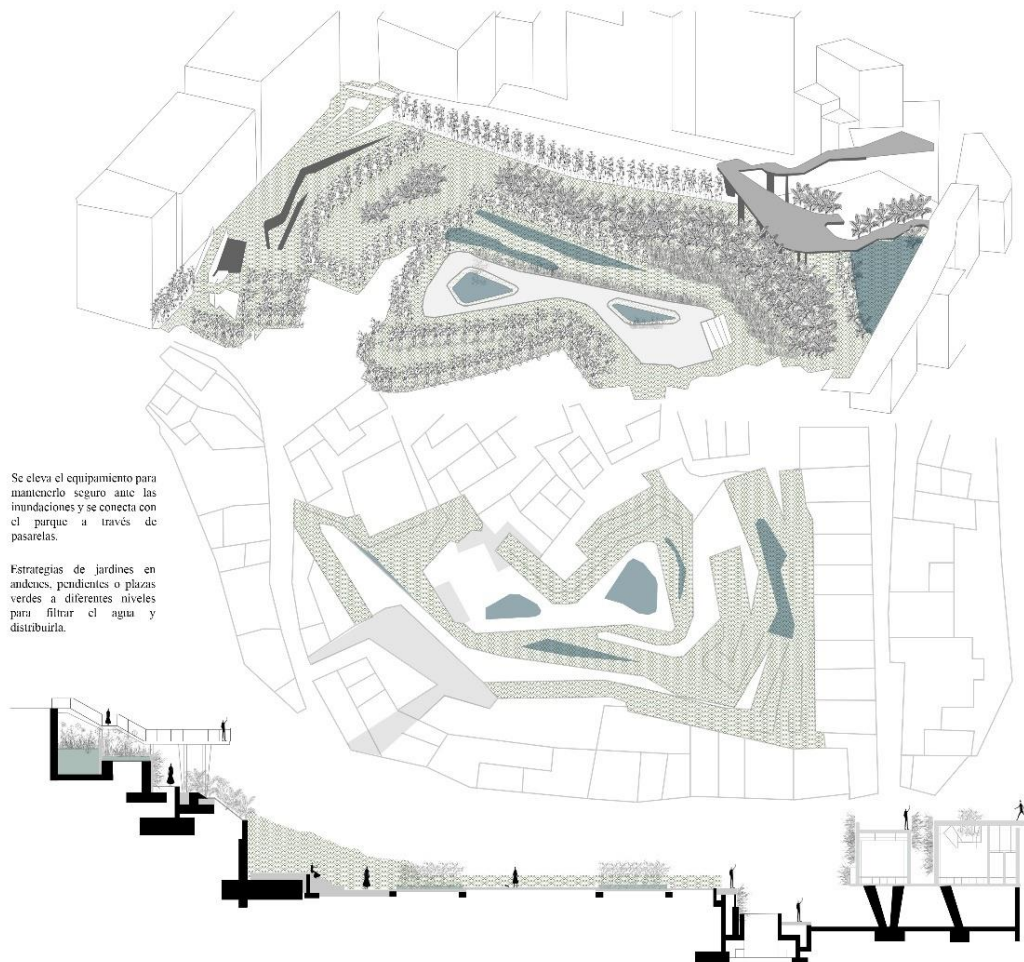 Se eleva el equipamiento para
mantenerlo seguro ante las
inundaciones y se conecta con
el parque a través de
pasarelas.
Estrategias de jardines en
andenes, pendientes o plazas
verdes a diferentes niveles
para filtrar el agua y
distribuirla.